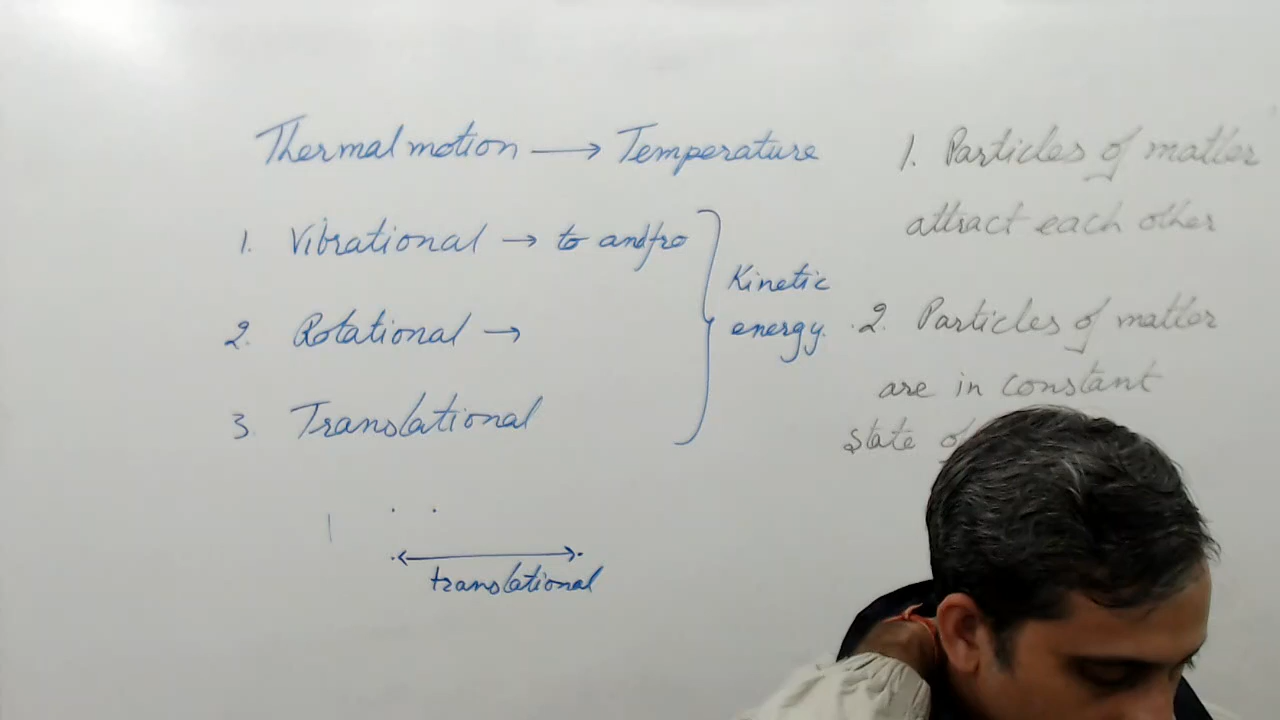 Thermal motion → Temperature
1. Vibrational → to and fro
2. Rotational →
3. Translational
Kinetic
energy.
translational
1. Particles of matter
attract each other
2. Particles of matter
are in constant
state of